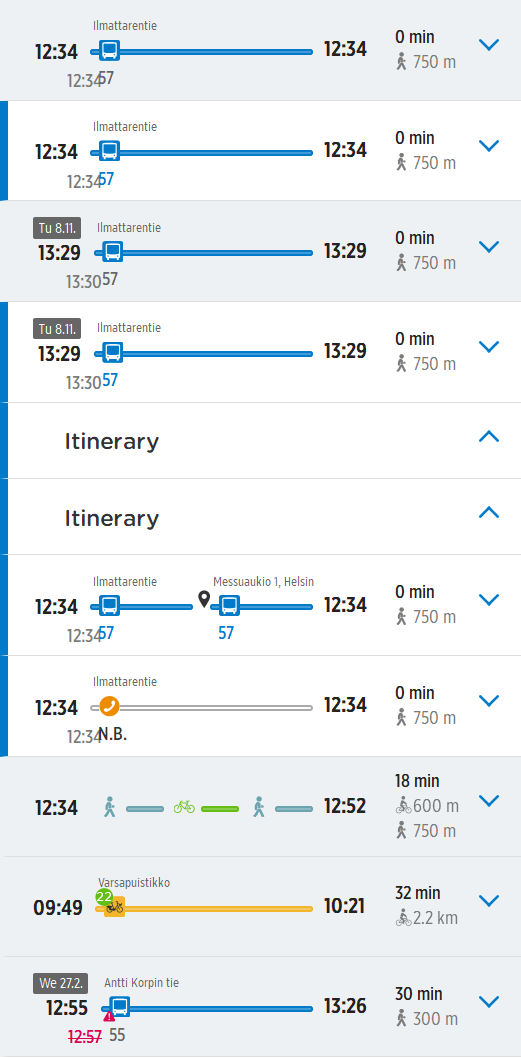 Ilmattarentie
12:34 12:34 0 min
12:34 57 750 m
Ilmattarentie
12:34 12:34 0 min
12:34 57 750 m
Tu 8.11. Ilmattarentie
13:29 13:29 0 min
13:30 57 750 m
Tu 8.11. Ilmattarentie
13:29 13:29 0 min
13:30 57 750 m
Itinerary
Itinerary
Ilmattarentie Messuaukio 1, Helsin
12:34 12:34 0 min
12:34 57 57 750 m
Ilmattarentie
12:34 12:34 0 min
12:34 N.B. 750 m
18 min
12:34 12:52 600 m
750 m
Varsapuistikko
22
09:49 10:21 32 min
2.2 km
We 27.2. Antti Korpin tie
12:55 13:26 30 min
12:57 55 300 m